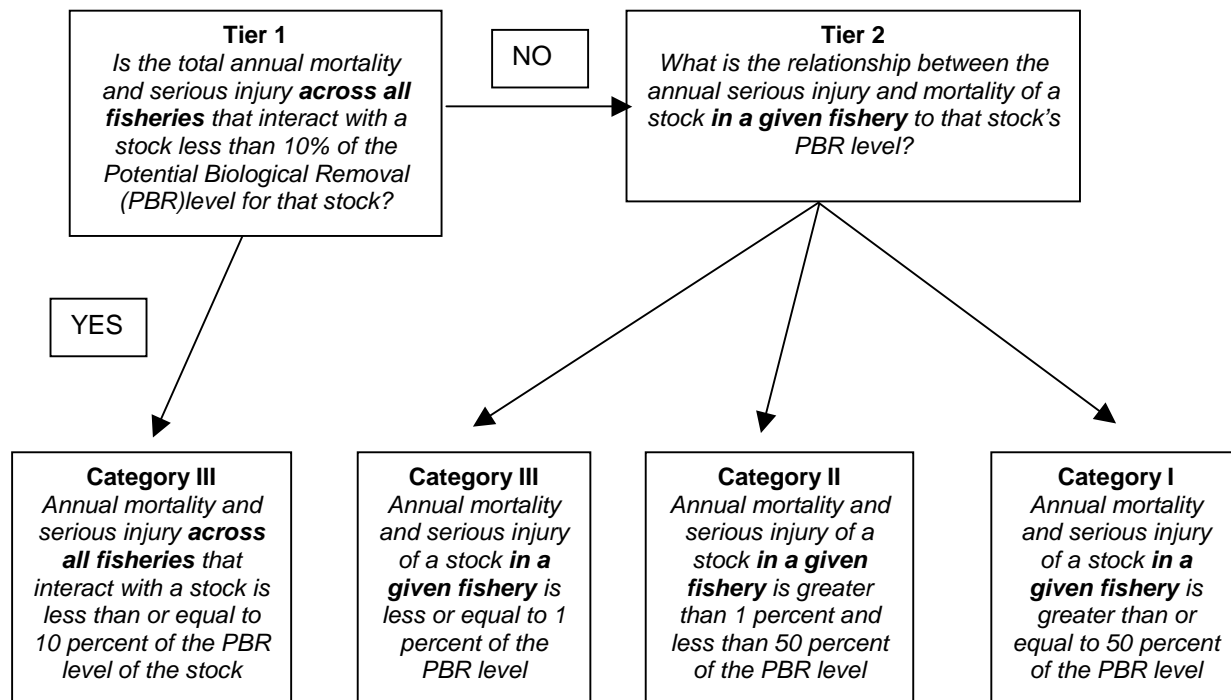 Tier 1
Is the total annual mortality
and serious injury across all
fisheries that interact with a
stock less than 10% of the
Potential Biological Removal
(PBR)level for that stock?
NO
Tier 2
What is the relationship between the
annual serious injury and mortality of a
stock in a given fishery to that stock's
PBR level?
YES
Category III
Annual mortality and
serious injury across
all fisheries that
interact with a stock is
less than or equal to
10 percent of the PBR
level of the stock
Category III
Annual mortality
and serious injury
of a stock in a
given fishery is
less or equal to 1
percent of the
PBR level
Category II
Annual mortality and
serious injury of a
stock in a given
fishery is greater
than 1 percent and
less than 50 percent
of the PBR level
Category I
Annual mortality
and serious injury
of a stock in a
given fishery is
greater than or
equal to 50 percent
of the PBR level